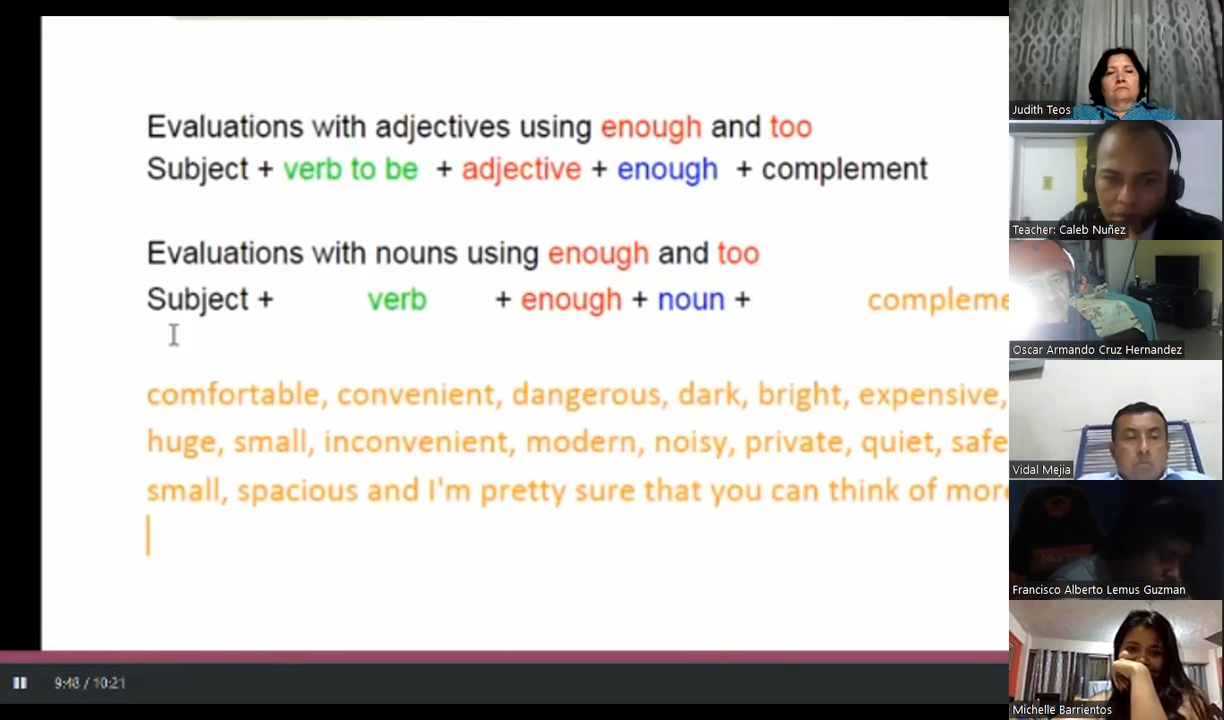 Evaluations with adjectives using enough and too
Subject + verb to be + adjective + enough + complement
Evaluations with nouns using enough and too
Subject + verb + enough + noun + compleme
comfortable, convenient, dangerous, dark, bright, expensive,
huge, small, inconvenient, modern, noisy, private, quiet, safe
small, spacious and I'm pretty sure that you can think of more
9:48 / 10:21
Judith Teos
Teacher: Caleb Nuñez
Oscar Armando Cruz Hernandez
Vidal Mejia
Francisco Alberto Lemus Guzman
Michelle Barrientos